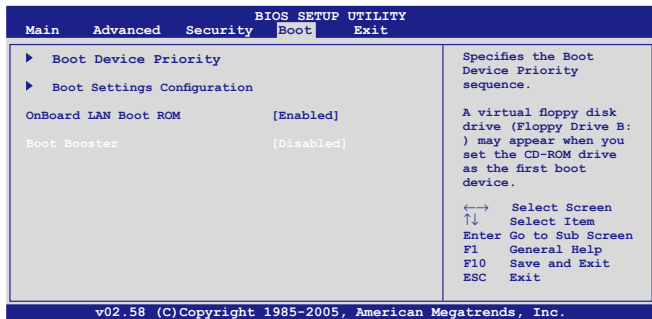 BIOS SETUP UTILITY
Main Advanced Security Boot Exit
Boot Device Priority
Boot Settings Configuration
OnBoard LAN Boot ROM [Enabled]
Boot Booster [Disabled]
Specifies the Boot
Device Priority
sequence.
A virtual floppy disk
drive (Floppy Drive B:
) may appear when you
set the CD-ROM drive
as the first boot
device.
←→ Select Screen
↑↓ Select Item
Enter Go to Sub Screen
F1 General Help
F10 Save and Exit
ESC Exit
v02.58 (C)Copyright 1985-2005, American Megatrends, Inc.